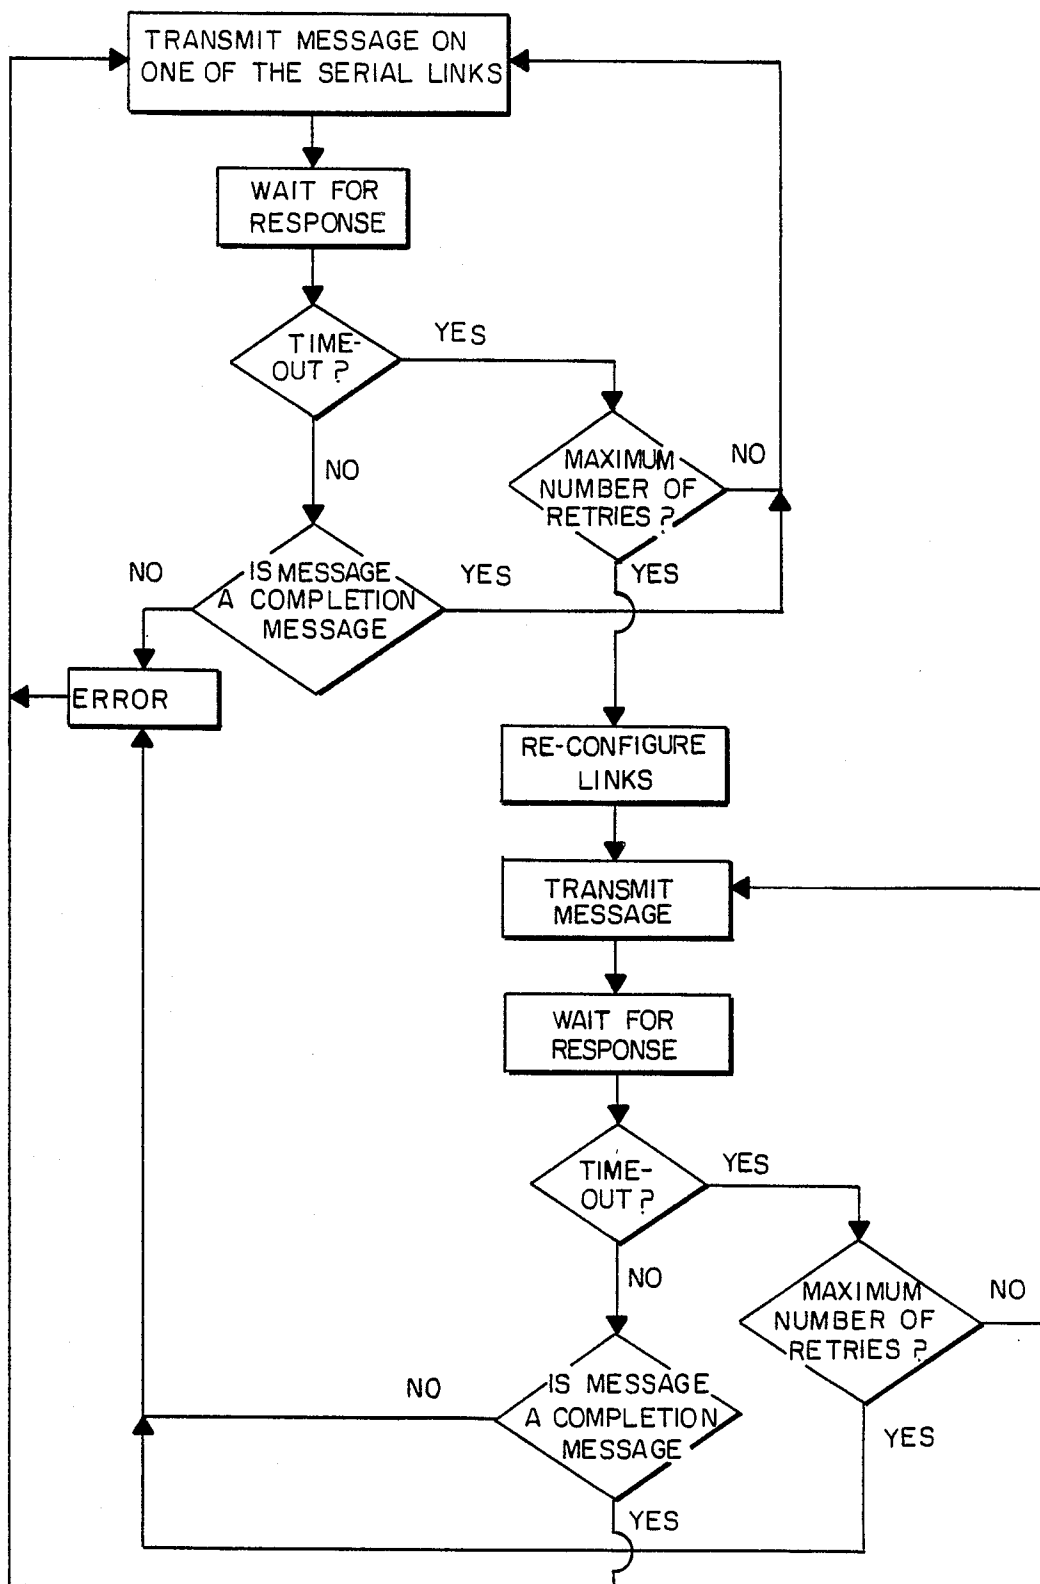 TRANSMIT MESSAGE ON
ONE OF THE SERIAL LINKS
WAIT FOR
RESPONSE
TIME-
OUT ?
YES
NO
MAXIMUM
NUMBER OF
RETRIES ?
NO
YES
IS MESSAGE
A COMPLETION
MESSAGE
NO
YES
ERROR
RE-CONFIGURE
LINKS
TRANSMIT
MESSAGE
WAIT FOR
RESPONSE
TIME-
OUT ?
YES
NO
MAXIMUM
NUMBER OF
RETRIES ?
NO
YES
IS MESSAGE
A COMPLETION
MESSAGE
NO
YES